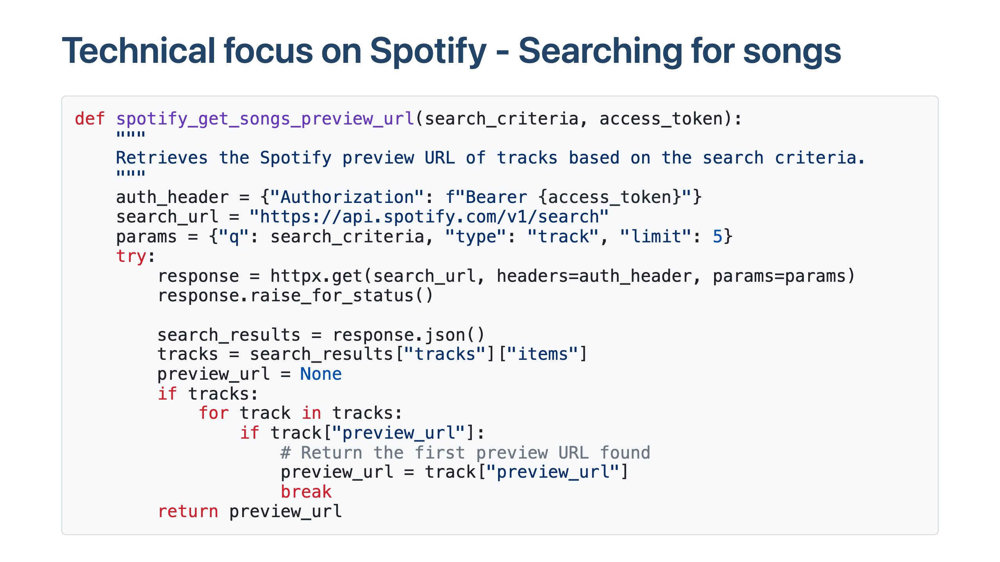 Technical focus on Spotify - Searching for songs
def spotify_get_songs_preview_url(search_criteria, access_token):
    """
    Retrieves the Spotify preview URL of tracks based on the search criteria.
    """
    auth_header = {"Authorization": f"Bearer {access_token}"}
    search_url = "https://api.spotify.com/v1/search"
    params = {"q": search_criteria, "type": "track", "limit": 5}
    try:
        response = httpx.get(search_url, headers=auth_header, params=params)
        response.raise_for_status()

        search_results = response.json()
        tracks = search_results["tracks"]["items"]
        preview_url = None
        if tracks:
            for track in tracks:
                if track["preview_url"]:
                    # Return the first preview URL found
                    preview_url = track["preview_url"]
                    break
        return preview_url